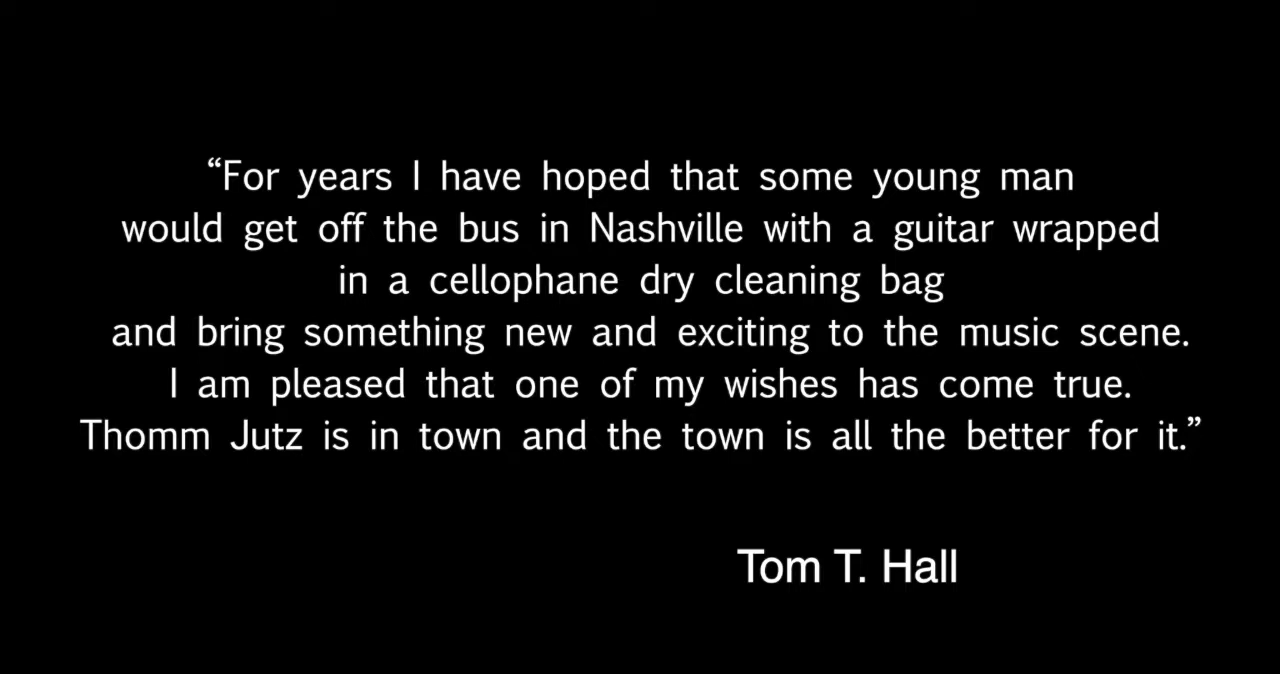 “For years I have hoped that some young man
would get off the bus in Nashville with a guitar wrapped
in a cellophane dry cleaning bag
and bring something new and exciting to the music scene.
I am pleased that one of my wishes has come true.
Thomm Jutz is in town and the town is all the better for it.”
Tom T. Hall